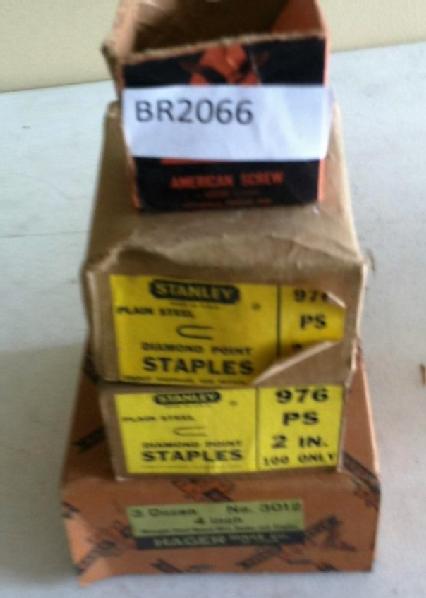 BR2066
AMERICAN SCREW
STANLEY
PLAIN STEEL
DIAMOND POINT
STAPLES
976
PS
STANLEY
PLAIN STEEL
DIAMOND POINT
STAPLES
976
PS
2 IN.
100 ONLY
3 Dozen No. 3012
4 inch
HAGER